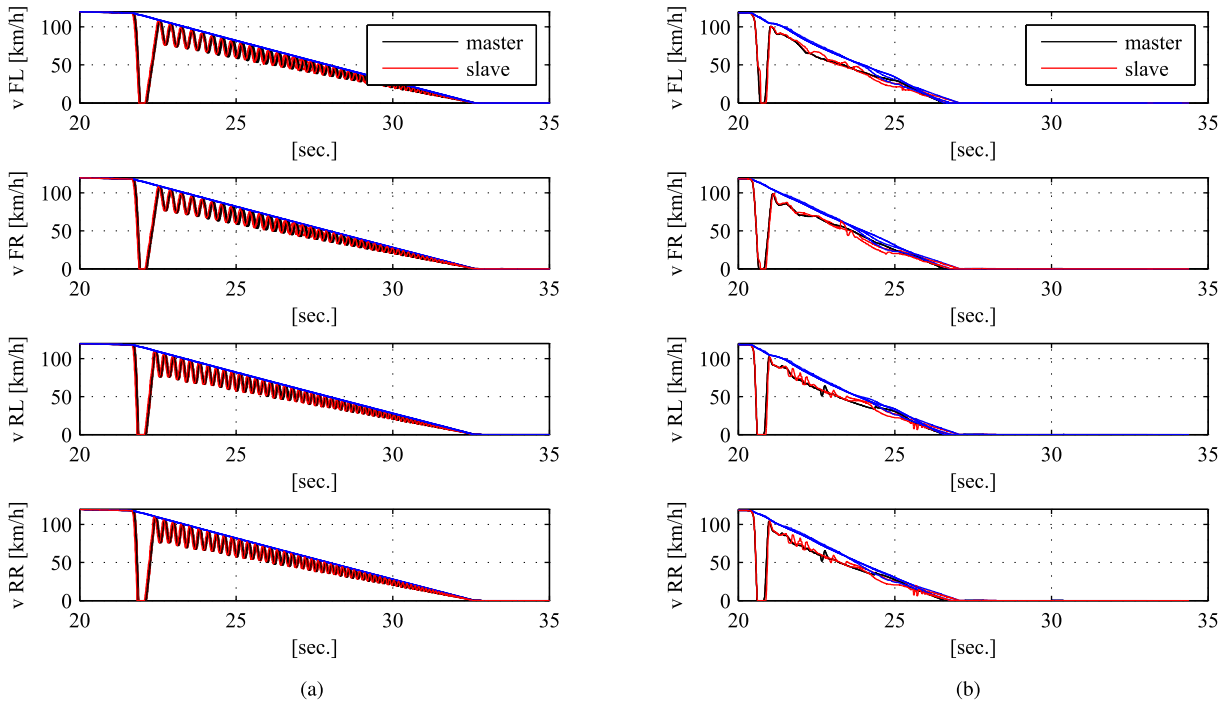 v FL [km/h]
100
50
0
master
slave
20 25 30 35
[sec.]
v FR [km/h]
100
50
0
20 25 30 35
[sec.]
v RL [km/h]
100
50
0
20 25 30 35
[sec.]
v RR [km/h]
100
50
0
20 25 30 35
[sec.]
(a)
v FL [km/h]
100
50
0
master
slave
20 25 30 35
[sec.]
v FR [km/h]
100
50
0
20 25 30 35
[sec.]
v RL [km/h]
100
50
0
20 25 30 35
[sec.]
v RR [km/h]
100
50
0
20 25 30 35
[sec.]
(b)